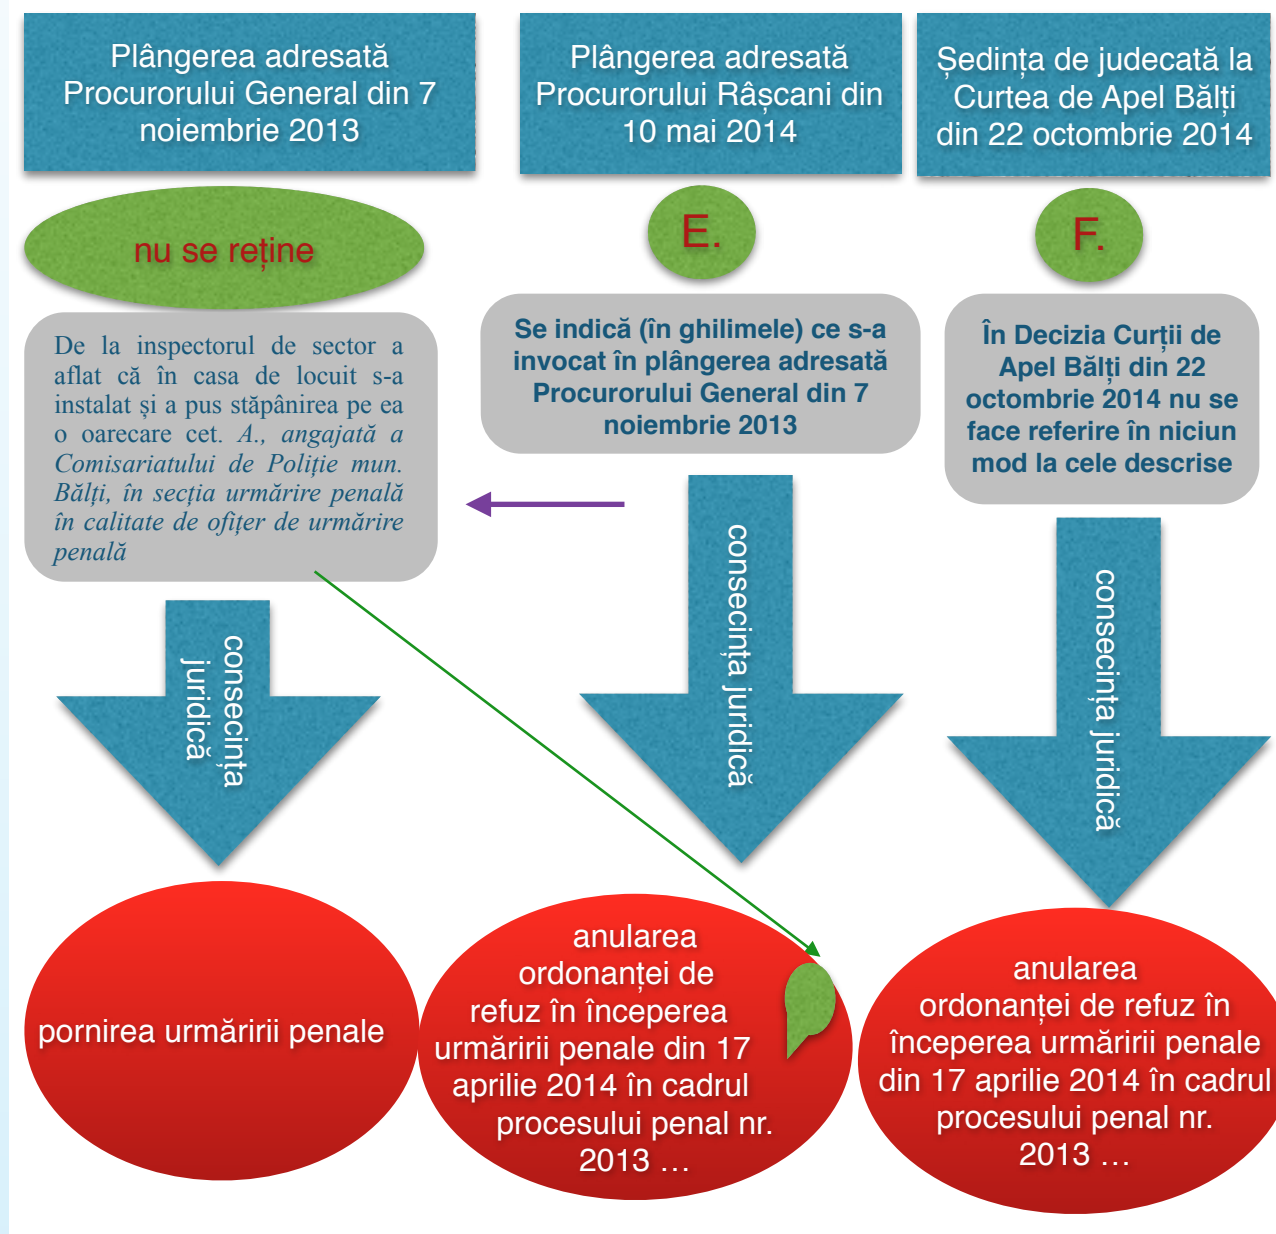 Plângerea adresată
Procurorului General din 7
noiembrie 2013
nu se reține
De la inspectorul de sector a
aflat că în casa de locuit s-a
instalat și a pus stăpânirea pe ea
o oarecare cet. A., angajată a
Comisariatului de Poliție mun.
Bălți, în secția urmărire penală
în calitate de ofițer de urmărire
penală
consecința
juridică
pornirea urmăririi penale
Plângerea adresată
Procurorului Râșcani din
10 mai 2014
E.
Se indică (în ghilimele) ce s-a
invocat în plângerea adresată
Procurorului General din 7
noiembrie 2013
consecința juridică
anularea
ordonanței de
refuz în începerea
urmăririi penale din 17
aprilie 2014 în cadrul
procesului penal nr.
2013 …
Ședința de judecată la
Curtea de Apel Bălți
din 22 octombrie 2014
F.
În Decizia Curții de
Apel Bălți din 22
octombrie 2014 nu se
face referire în niciun
mod la cele descrise
consecința juridică
anularea
ordonanței de refuz în
începerea urmăririi penale
din 17 aprilie 2014 în cadrul
procesului penal nr.
2013 …